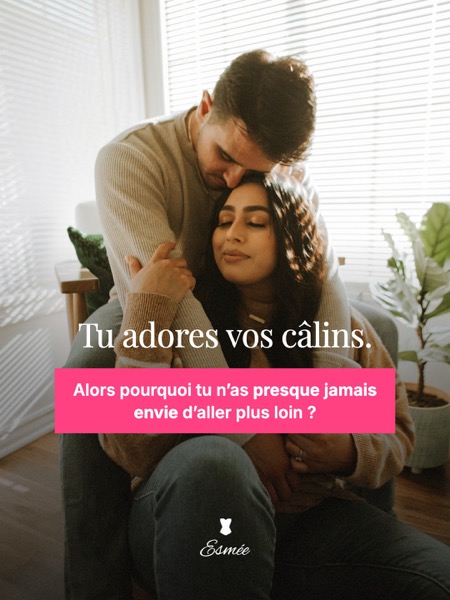 Tu adores vos câlins.
Alors pourquoi tu n’as presque jamais
envie d’aller plus loin ?
Esmée